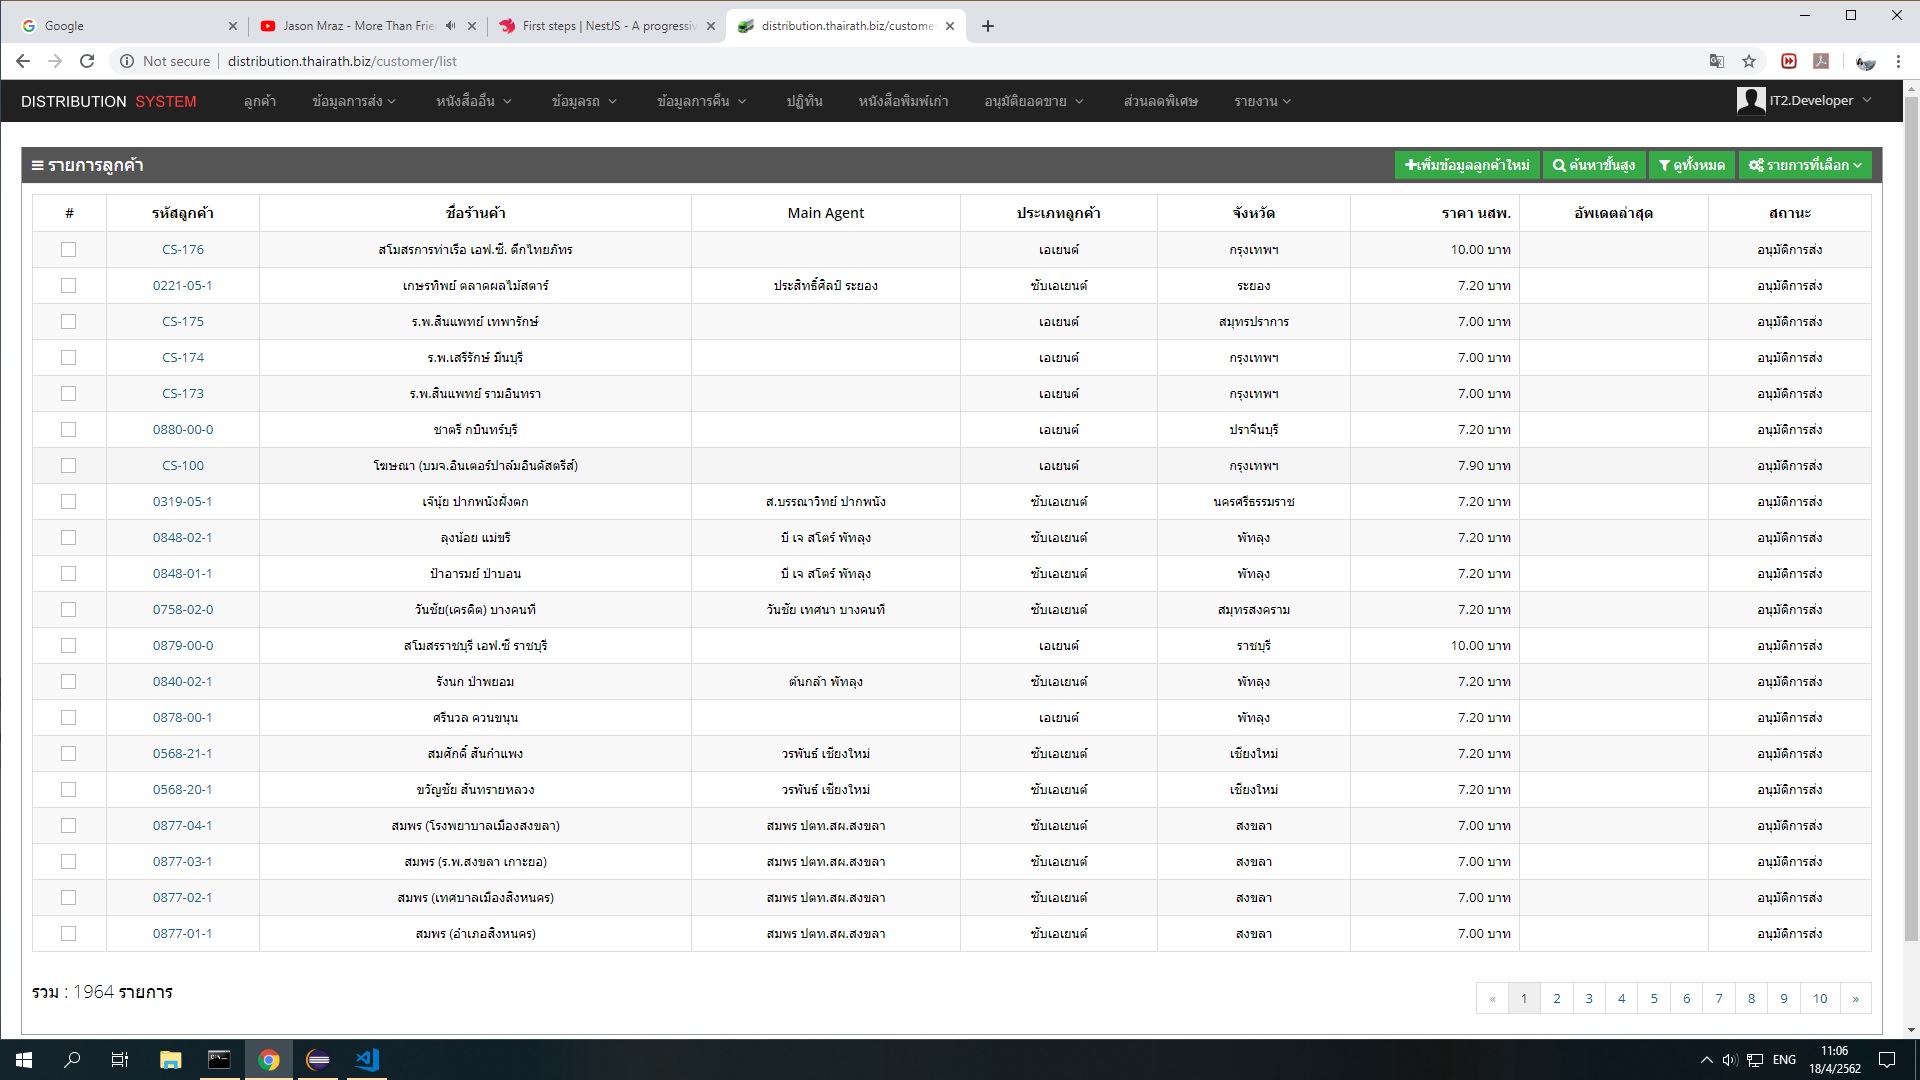 Google
Jason Mraz - More Than Frie
First steps | NestJS - A progressiv
distribution.thairath.biz/custome
Not secure
distribution.thairath.biz/customer/list
DISTRIBUTION SYSTEM
ลูกค้า
ข้อมูลการส่ง
หนังสืออื่น
ข้อมูลรถ
ข้อมูลการคืน
ปฏิทิน
หนังสือพิมพ์เก่า
อนุมัติยอดขาย
ส่วนลดพิเศษ
รายงาน
IT2.Developer
รายการลูกค้า
เพิ่มข้อมูลลูกค้าใหม่
ค้นหาขั้นสูง
ดูทั้งหมด
รายการที่เลือก
# รหัสลูกค้า ชื่อร้านค้า Main Agent ประเภทลูกค้า จังหวัด ราคา นสพ. อัพเดตล่าสุด สถานะ
CS-176 สโมสรการท่าเรือ เอฟ.ซี. ตึกไทยภัทร เอเยนต์ กรุงเทพฯ 10.00 บาท อนุมัติการส่ง
0221-05-1 เกษรทิพย์ ตลาดผลไม้สตาร์ ประสิทธิ์ศิลป์ ระยอง ซับเอเยนต์ ระยอง 7.20 บาท อนุมัติการส่ง
CS-175 ร.พ.สินแพทย์ เทพารักษ์ เอเยนต์ สมุทรปราการ 7.00 บาท อนุมัติการส่ง
CS-174 ร.พ.เสรีรักษ์ มีนบุรี เอเยนต์ กรุงเทพฯ 7.00 บาท อนุมัติการส่ง
CS-173 ร.พ.สินแพทย์ รามอินทรา เอเยนต์ กรุงเทพฯ 7.00 บาท อนุมัติการส่ง
0880-00-0 ชาตรี กบินทร์บุรี เอเยนต์ ปราจีนบุรี 7.20 บาท อนุมัติการส่ง
CS-100 โฆษณา (บมจ.อินเตอร์ปาล์มอินดัสตรีส์) เอเยนต์ กรุงเทพฯ 7.90 บาท อนุมัติการส่ง
0319-05-1 เจ๊นุ้ย ปากพนังฝั่งตก ส.บรรณาวิทย์ ปากพนัง ซับเอเยนต์ นครศรีธรรมราช 7.20 บาท อนุมัติการส่ง
0848-02-1 ลุงน้อย แม่ขรี บี เจ สโตร์ พัทลุง ซับเอเยนต์ พัทลุง 7.20 บาท อนุมัติการส่ง
0848-01-1 ป้าอารมย์ ป่าบอน บี เจ สโตร์ พัทลุง ซับเอเยนต์ พัทลุง 7.20 บาท อนุมัติการส่ง
0758-02-0 วันชัย(เครดิต) บางคนที วันชัย เทศนา บางคนที ซับเอเยนต์ สมุทรสงคราม 7.20 บาท อนุมัติการส่ง
0879-00-0 สโมสรราชบุรี เอฟ.ซี ราชบุรี เอเยนต์ ราชบุรี 10.00 บาท อนุมัติการส่ง
0840-02-1 รังนก ป่าพยอม ต้นกล้า พัทลุง ซับเอเยนต์ พัทลุง 7.20 บาท อนุมัติการส่ง
0878-00-1 ศรีนวล ควนขนุน เอเยนต์ พัทลุง 7.20 บาท อนุมัติการส่ง
0568-21-1 สมศักดิ์ สันกำแพง วรพันธ์ เชียงใหม่ ซับเอเยนต์ เชียงใหม่ 7.20 บาท อนุมัติการส่ง
0568-20-1 ขวัญชัย สันทรายหลวง วรพันธ์ เชียงใหม่ ซับเอเยนต์ เชียงใหม่ 7.20 บาท อนุมัติการส่ง
0877-04-1 สมพร (โรงพยาบาลเมืองสงขลา) สมพร ปตท.สผ.สงขลา ซับเอเยนต์ สงขลา 7.00 บาท อนุมัติการส่ง
0877-03-1 สมพร (ร.พ.สงขลา เกาะยอ) สมพร ปตท.สผ.สงขลา ซับเอเยนต์ สงขลา 7.00 บาท อนุมัติการส่ง
0877-02-1 สมพร (เทศบาลเมืองสิงหนคร) สมพร ปตท.สผ.สงขลา ซับเอเยนต์ สงขลา 7.00 บาท อนุมัติการส่ง
0877-01-1 สมพร (อำเภอสิงหนคร) สมพร ปตท.สผ.สงขลา ซับเอเยนต์ สงขลา 7.00 บาท อนุมัติการส่ง
รวม : 1964 รายการ
« 1 2 3 4 5 6 7 8 9 10 »
ENG
11:06
18/4/2562